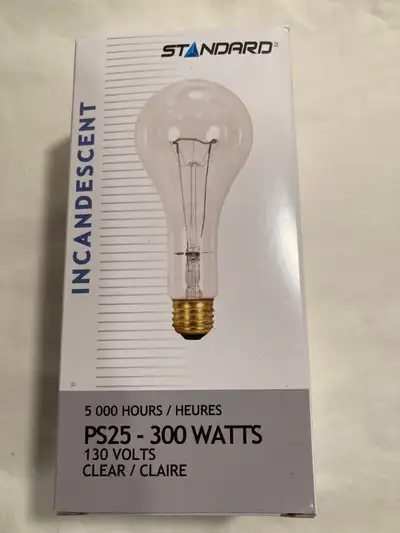 STANDARD
INCANDESCENT
5 000 HOURS / HEURES
PS25 - 300 WATTS
130 VOLTS
CLEAR / CLAIRE